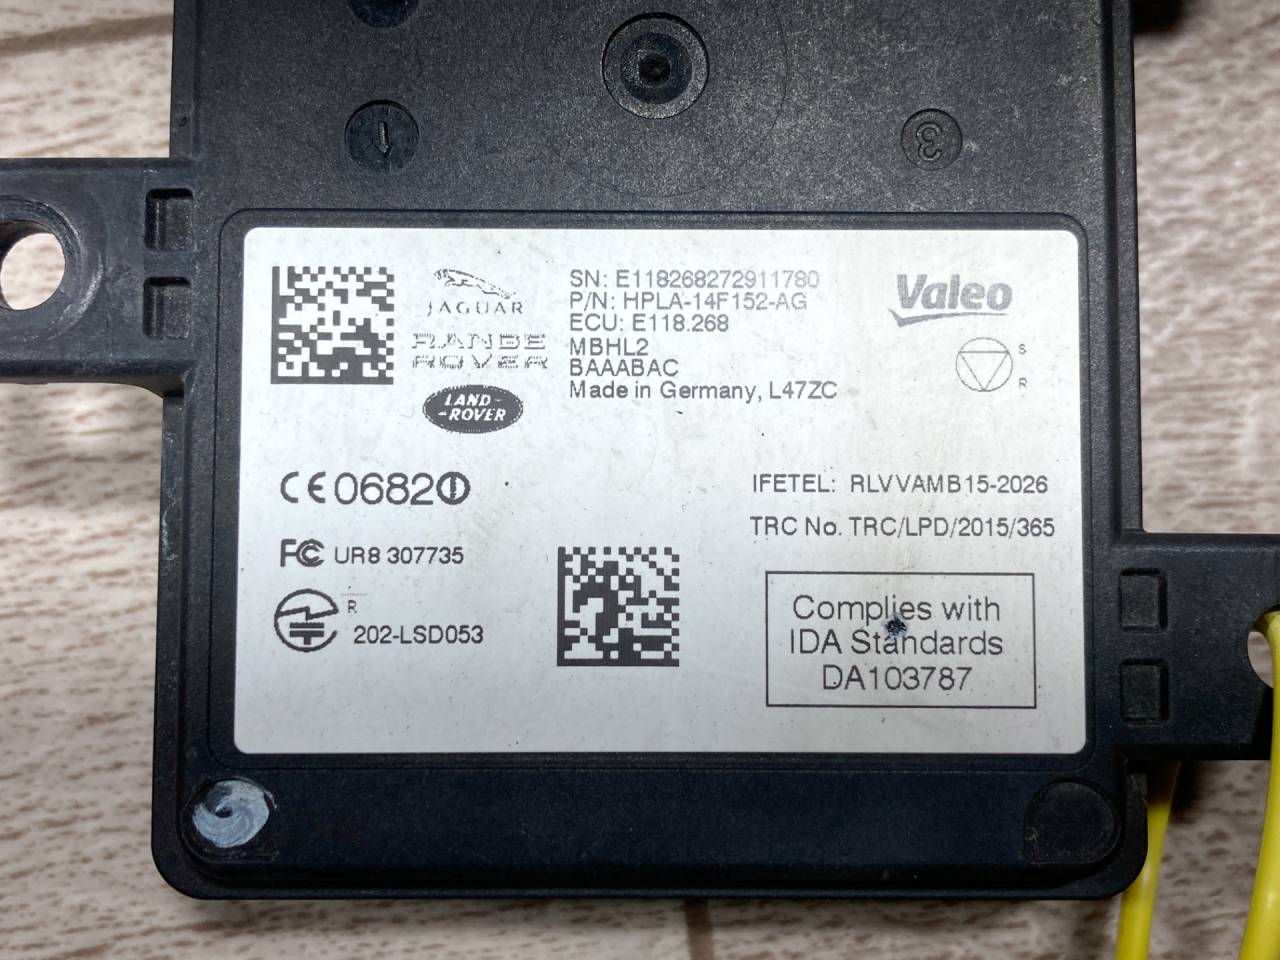 3
JAGUAR
RANGE
ROVER
LAND-
-ROVER
SN: E118268272911780
P/N: HPLA-14F152-AG
ECU: E118.268
MBHL2
BAAABAC
Made in Germany, L47ZC
Valeo
S
R
CE0682
IFETEL: RLVVAMB15-2026
TRC No. TRC/LPD/2015/365
FC UR8 307735
R
202-LSD053
Complies with
IDA Standards
DA103787